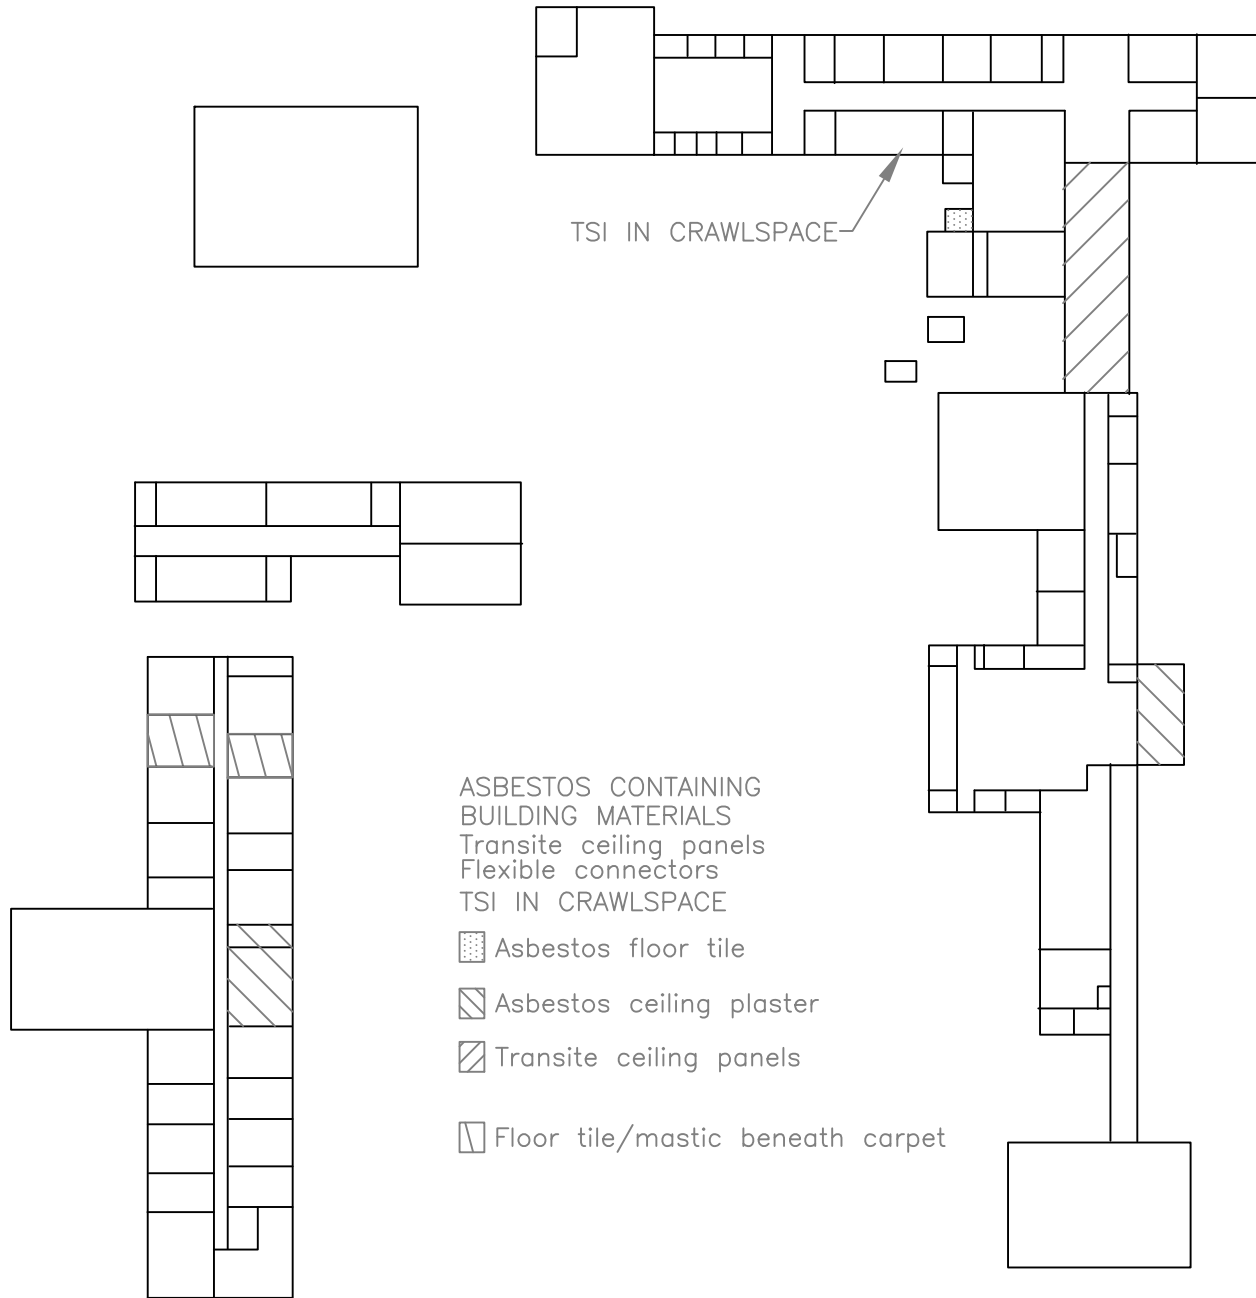 TSI IN CRAWLSPACE
ASBESTOS CONTAINING
BUILDING MATERIALS
Transite ceiling panels
Flexible connectors
TSI IN CRAWLSPACE
Asbestos floor tile
Asbestos ceiling plaster
Transite ceiling panels
Floor tile/mastic beneath carpet